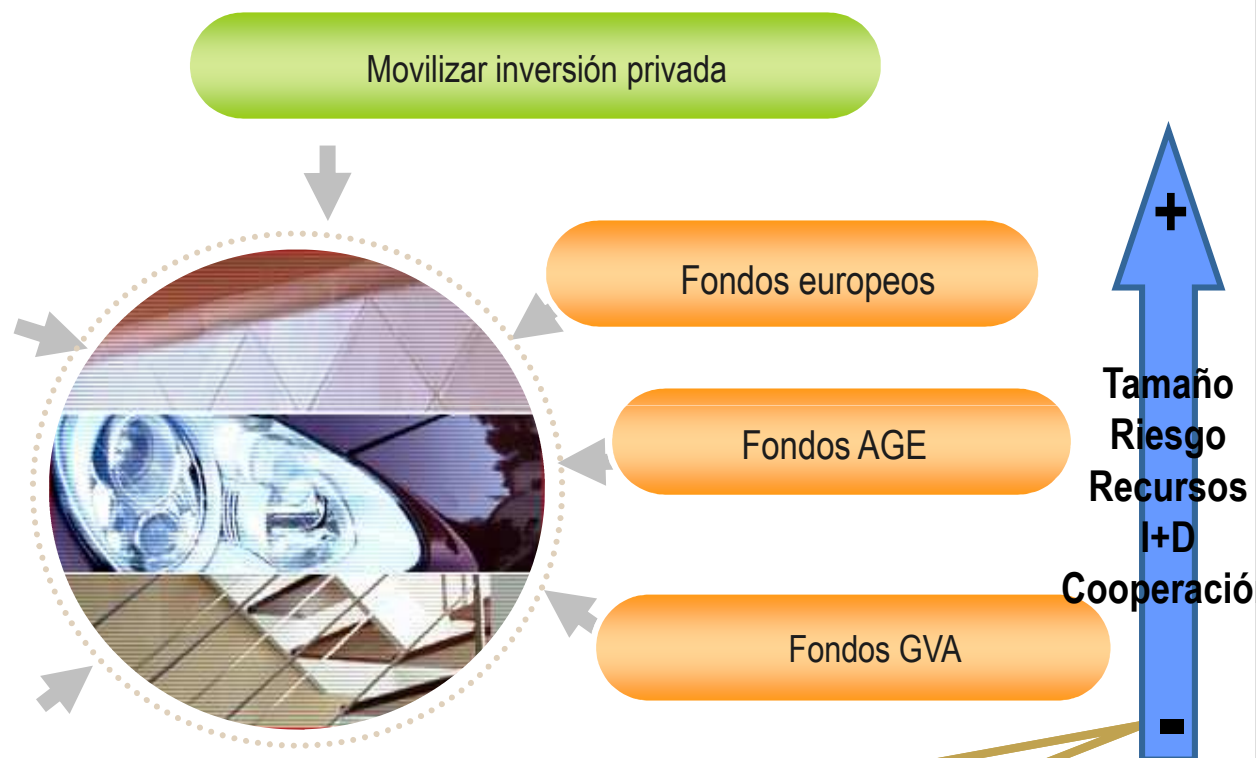 Movilizar inversión privada
+
Fondos europeos
Tamaño
Fondos AGE
Riesgo
Recursos
I+D
Cooperació
Fondos GVA
-